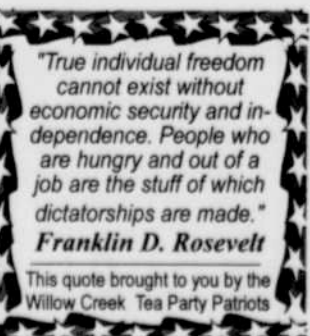 "True individual freedom
cannot exist without
economic security and in-
dependence. People who
are hungry and out of a
job are the stuff of which
dictatorships are made."
Franklin D. Rosevelt
This quote brought to you by the
Willow Creek Tea Party Patriots